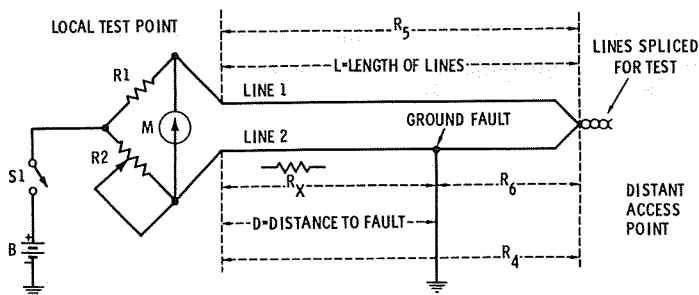 LOCAL TEST POINT
R5
LINES SPLICED
FOR TEST
L=LENGTH OF LINES
R1
LINE 1
M
GROUND FAULT
LINE 2
R2
S1
RX
R6
DISTANT
ACCESS
POINT
D=DISTANCE TO FAULT
B
+
−
R4